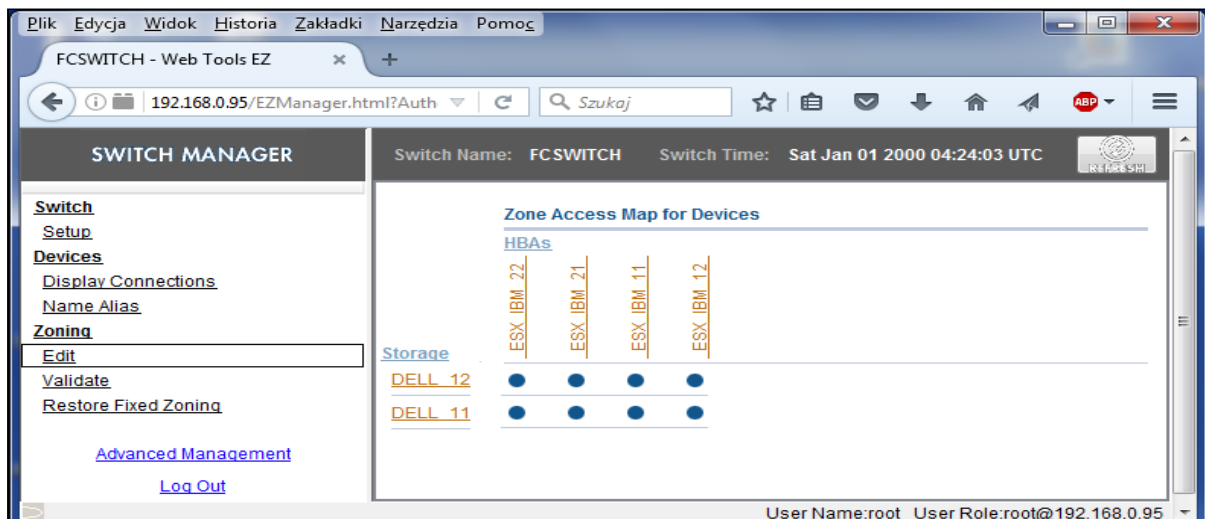 Plik Edycja Widok Historia Zakładki Narzędzia Pomoc
FCSWITCH - Web Tools EZ
192.168.0.95/EZManager.html?Auth
Szukaj
ABP
SWITCH MANAGER
Switch Name: FCSWITCH Switch Time: Sat Jan 01 2000 04:24:03 UTC
REFRESH
Switch
Setup
Devices
Display Connections
Name Alias
Zoning
Edit
Validate
Restore Fixed Zoning
Advanced Management
Log Out
Zone Access Map for Devices
HBAs
ESX_IBM_22
ESX_IBM_21
ESX_IBM_11
ESX_IBM_12
Storage
DELL_12
DELL_11
User Name:root User Role:root@192.168.0.95